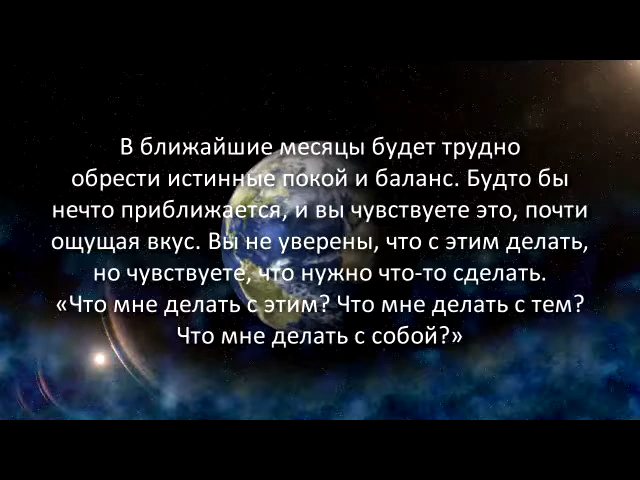 В ближайшие месяцы будет трудно
обрести истинные покой и баланс. Будто бы
нечто приближается, и вы чувствуете это, почти
ощущая вкус. Вы не уверены, что с этим делать,
но чувствуете, что нужно что-то сделать.
«Что мне делать с этим? Что мне делать с тем?
Что мне делать с собой?»